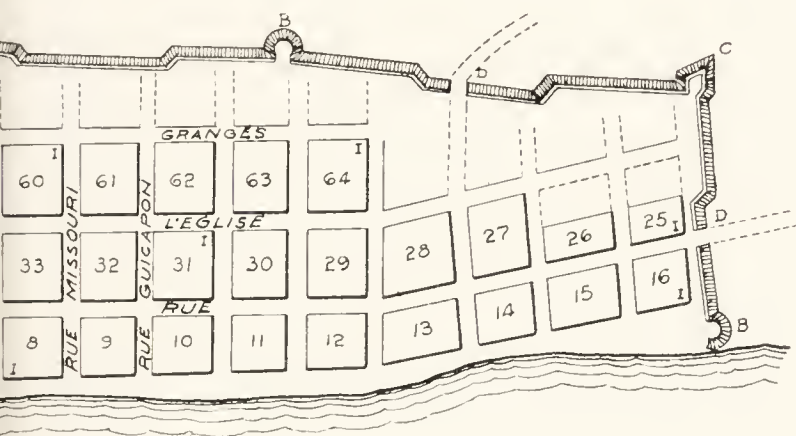 B
D
C
GRANGES
I
I
60
61
62
63
64
RUE MISSOURI
RUE GUICAPON
L'EGLISE
I
33
32
31
30
29
28
27
26
25
I
D
RUE
8
9
10
11
12
13
14
15
16
I
I
B